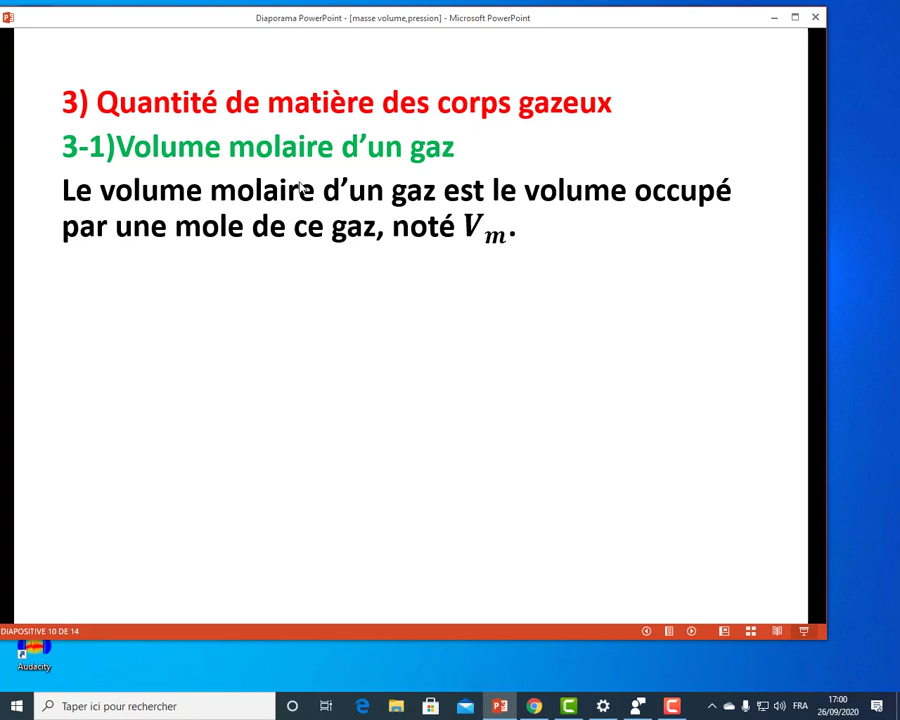 Diaporama PowerPoint - [masse volume,pression] - Microsoft PowerPoint
3) Quantité de matière des corps gazeux
3-1)Volume molaire d’un gaz
Le volume molaire d’un gaz est le volume occupé
par une mole de ce gaz, noté Vₘ.
DIAPOSITIVE 10 DE 14
Audacity
Taper ici pour rechercher
FRA
17:00
26/09/2020